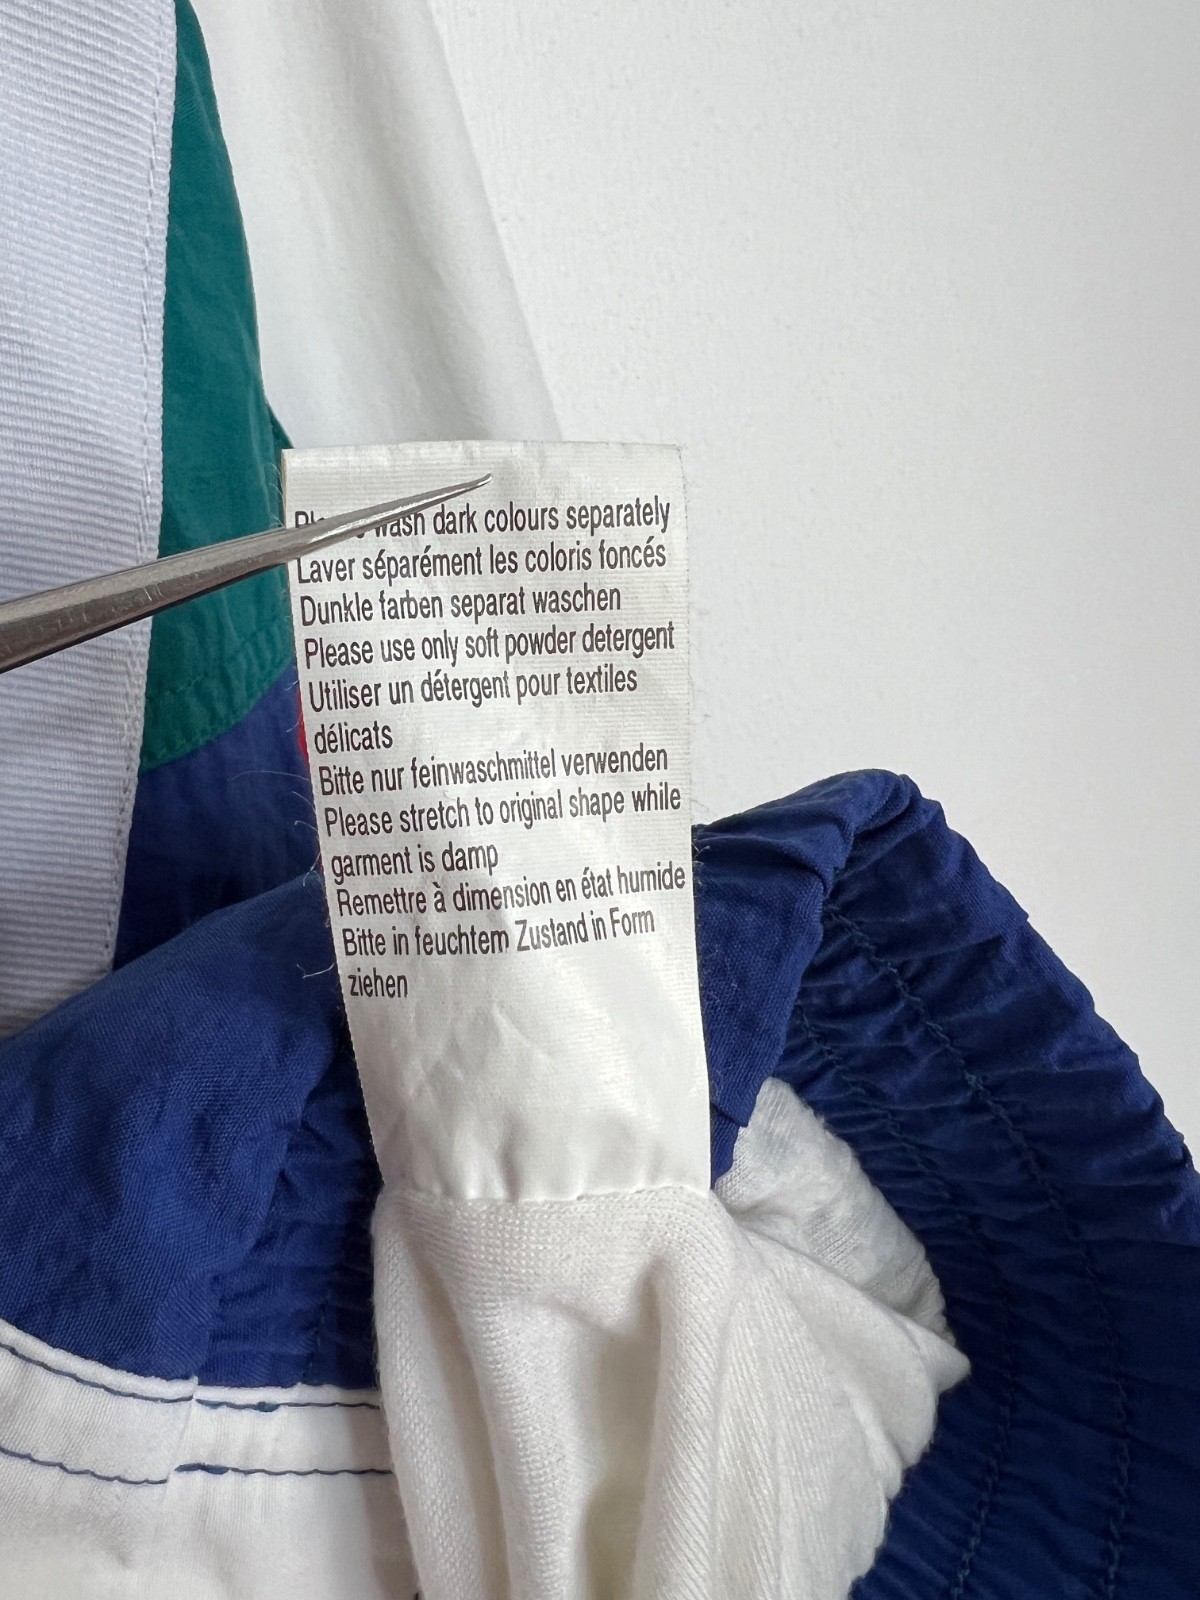 wash dark colours separately
Laver séparément les coloris foncés
Dunkle farben separat waschen
Please use only soft powder detergent
Utiliser un détergent pour textiles
délicats
Bitte nur feinwaschmittel verwenden
Please stretch to original shape while
garment is damp
Remettre à dimension en état humide
Bitte in feuchtem Zustand in Form
ziehen